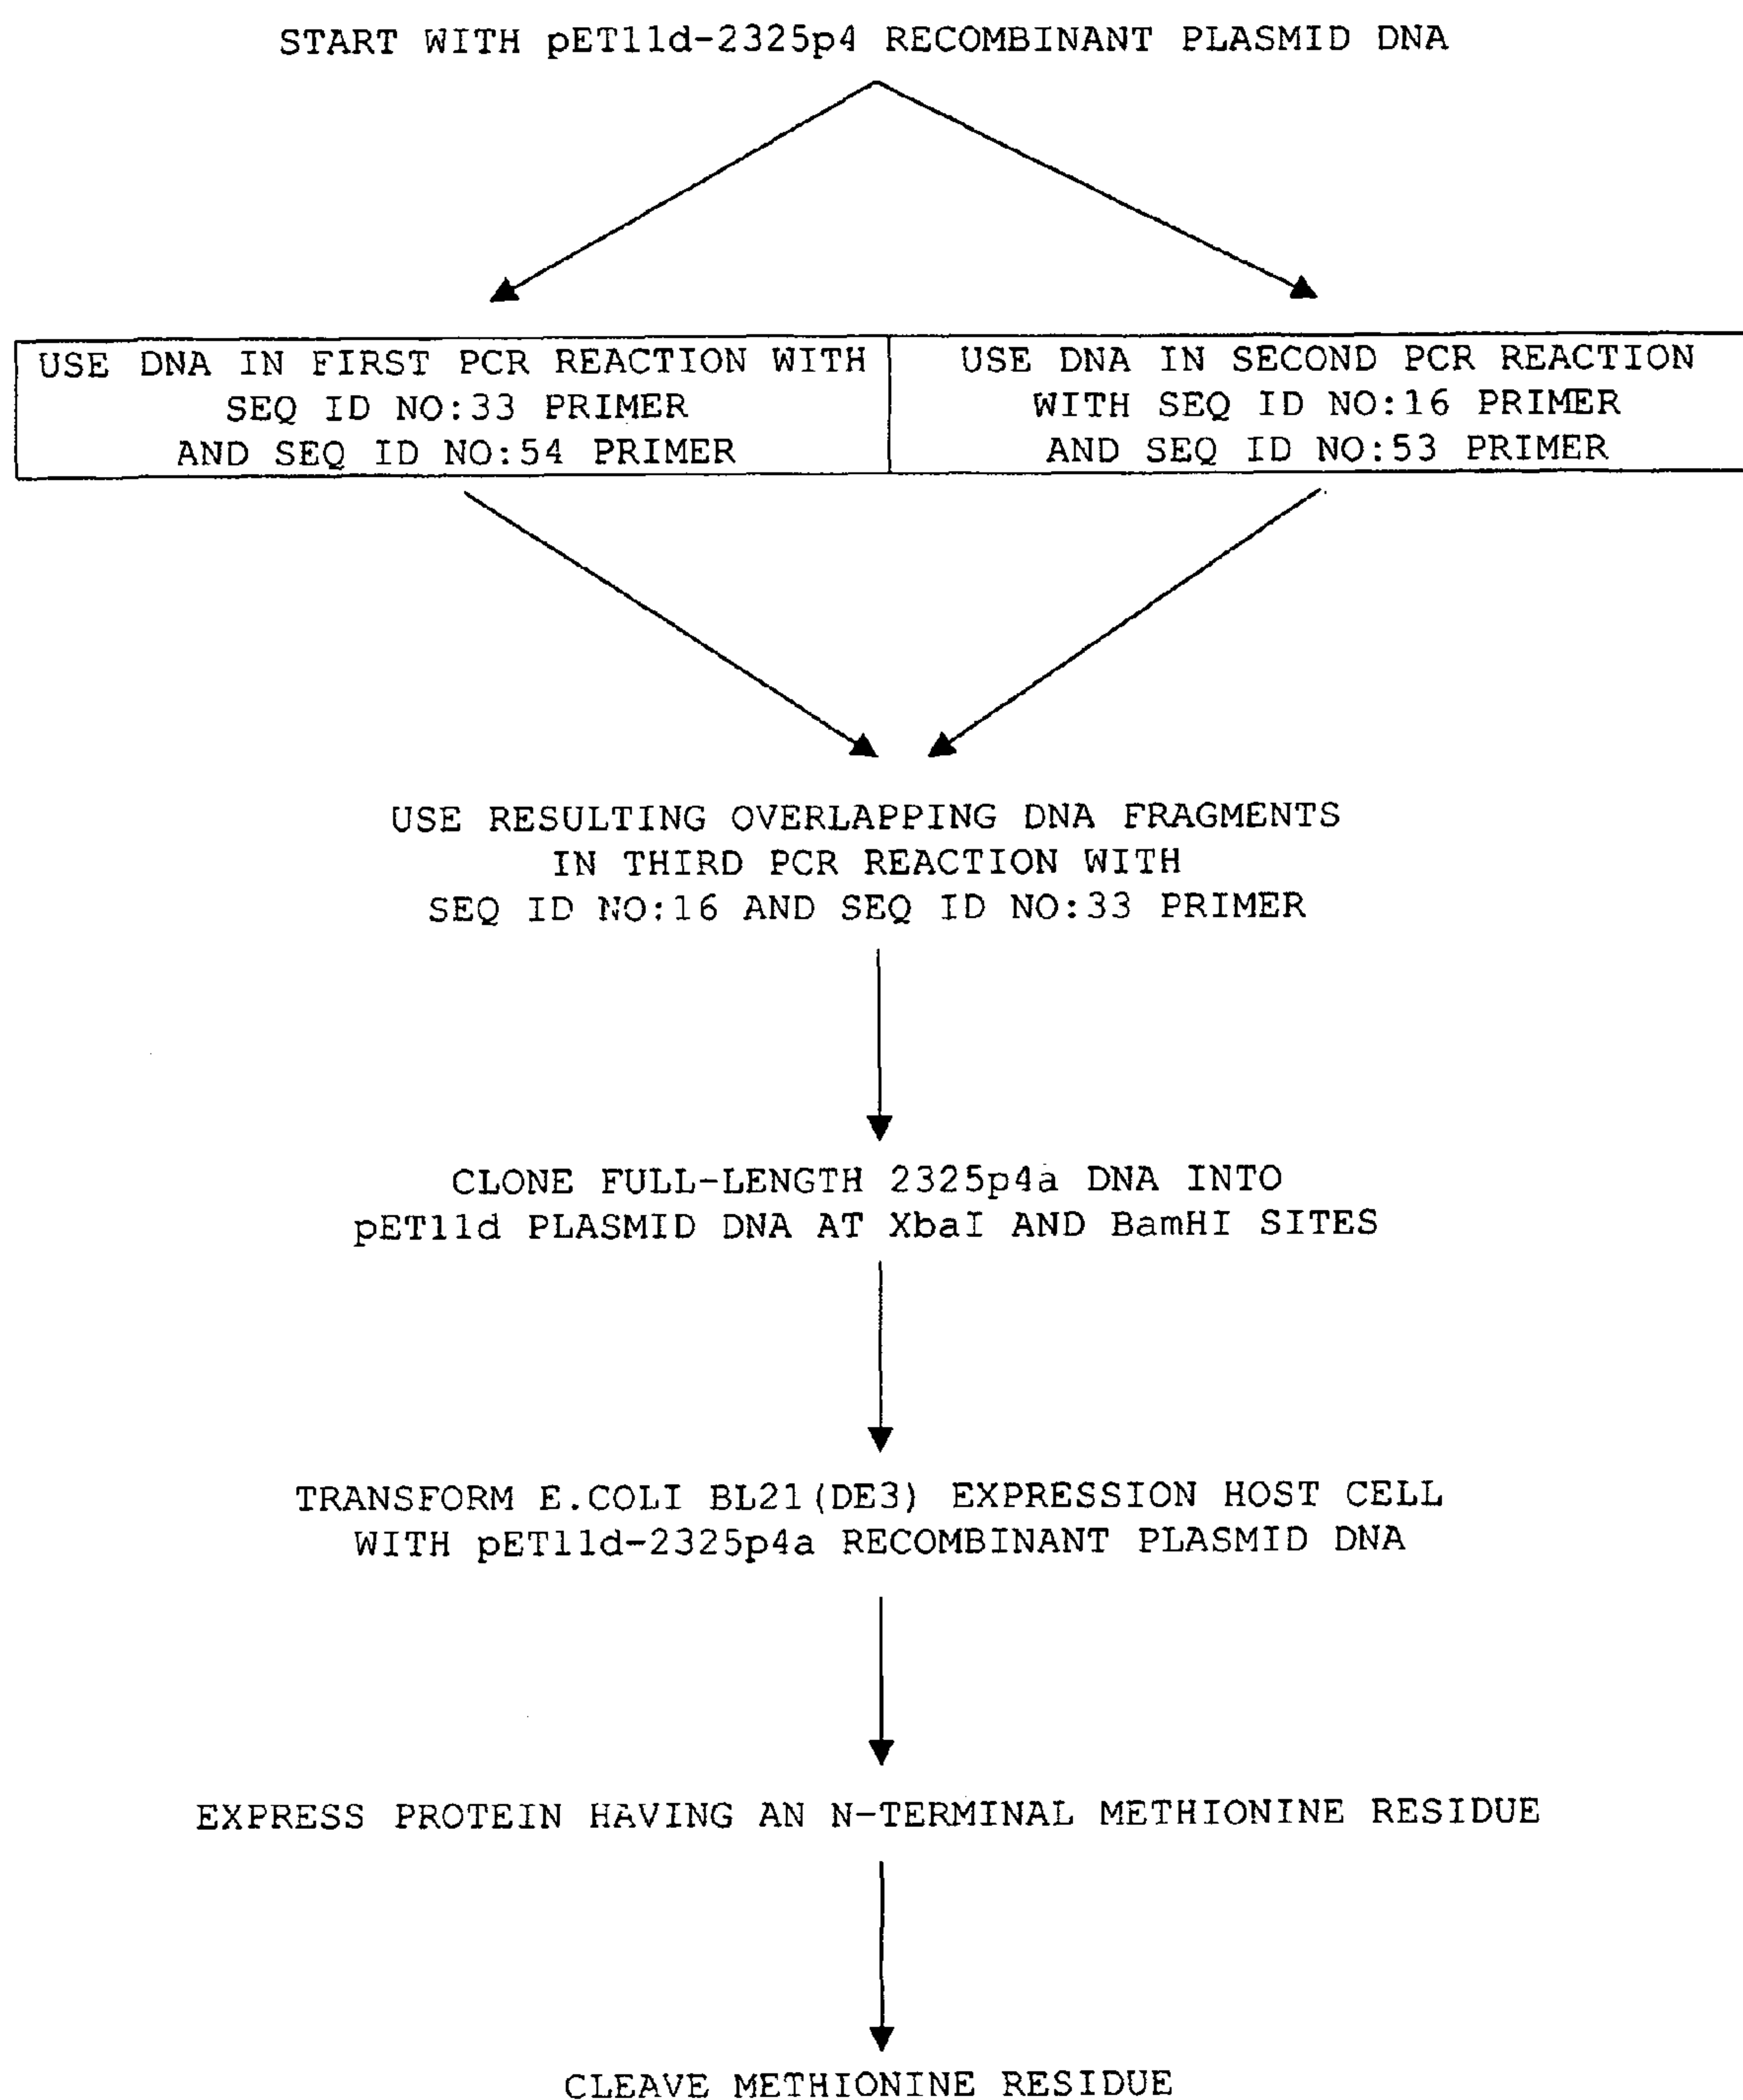 START WITH pET11d-2325p4 RECOMBINANT PLASMID DNA
USE DNA IN FIRST PCR REACTION WITH
SEQ ID NO:33 PRIMER
AND SEQ ID NO:54 PRIMER
USE DNA IN SECOND PCR REACTION
WITH SEQ ID NO:16 PRIMER
AND SEQ ID NO:53 PRIMER
USE RESULTING OVERLAPPING DNA FRAGMENTS
IN THIRD PCR REACTION WITH
SEQ ID NO:16 AND SEQ ID NO:33 PRIMER
CLONE FULL-LENGTH 2325p4a DNA INTO
pET11d PLASMID DNA AT XbaI AND BamHI SITES
TRANSFORM E.COLI BL21(DE3) EXPRESSION HOST CELL
WITH pET11d-2325p4a RECOMBINANT PLASMID DNA
EXPRESS PROTEIN HAVING AN N-TERMINAL METHIONINE RESIDUE
CLEAVE METHIONINE RESIDUE